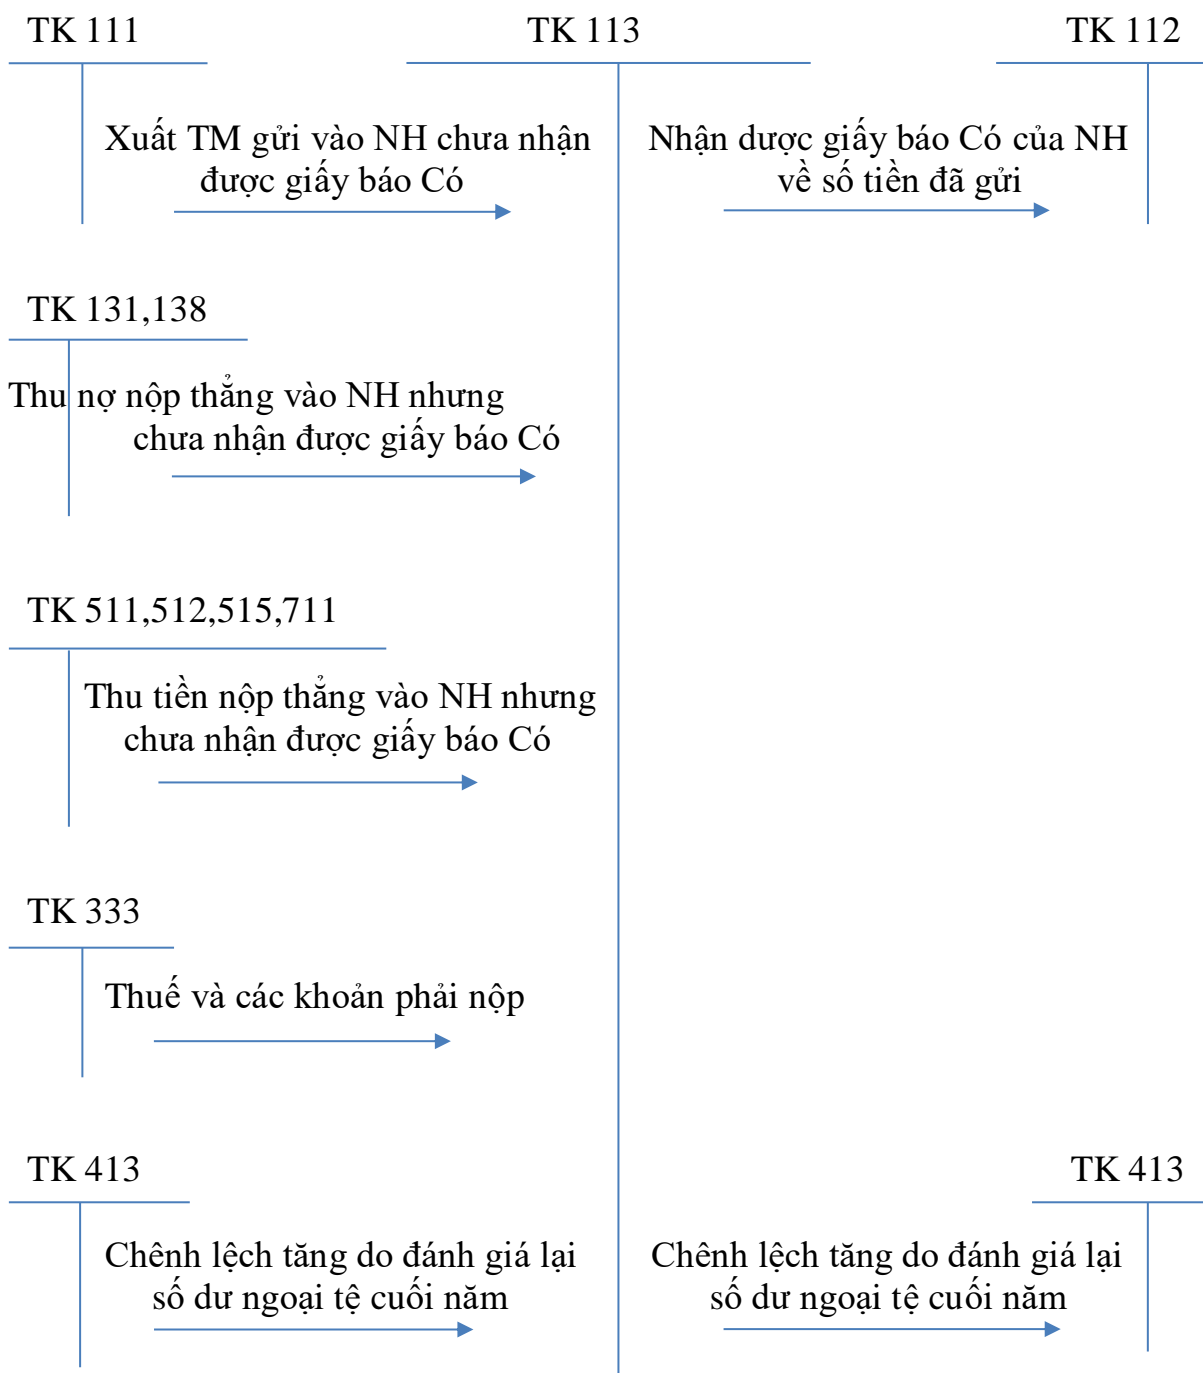 TK 111
TK 113
TK 112
Xuất TM gửi vào NH chưa nhận
được giấy báo Có
Nhận dược giấy báo Có của NH
về số tiền đã gửi
TK 131,138
Thu nợ nộp thẳng vào NH nhưng
chưa nhận được giấy báo Có
TK 511,512,515,711
Thu tiền nộp thẳng vào NH nhưng
chưa nhận được giấy báo Có
TK 333
Thuế và các khoản phải nộp
TK 413
TK 413
Chênh lệch tăng do đánh giá lại
số dư ngoại tệ cuối năm
Chênh lệch tăng do đánh giá lại
số dư ngoại tệ cuối năm